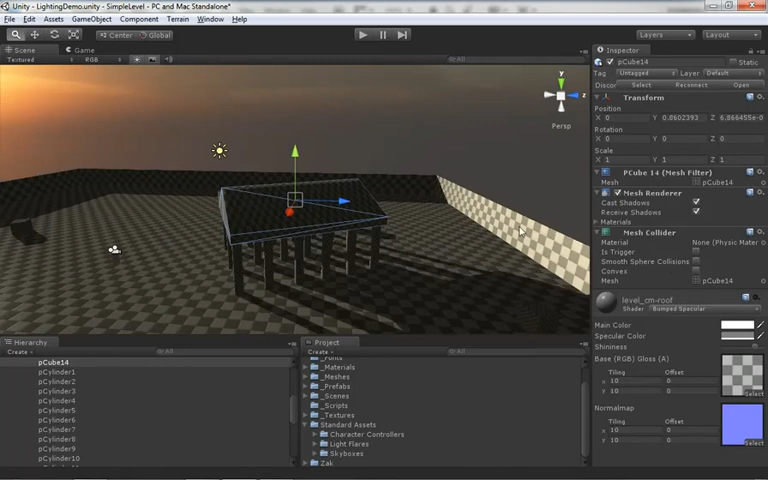 Unity - LightingDemo.unity - SimpleLevel - PC and Mac Standalone*
File Edit Assets GameObject Component Terrain Window Help
Center Global Layers Layout
Scene Game
Textured RGB All
y
z
Persp
Inspector
pCube14 Static
Tag Untagged Layer Default
Select Reconnect Open
Transform
Position
X 0 Y 0.8602393 Z 6.866455e-0
Rotation
X 0 Y 0 Z 0
Scale
X 1 Y 1 Z 1
PCube 14 (Mesh Filter)
Mesh pCube14
Mesh Renderer
Cast Shadows
Receive Shadows
Materials
Mesh Collider
Material None (Physic Mater
Is Trigger
Smooth Sphere Collisions
Convex
Mesh pCube14
level_cm-roof
Shader Bumped Specular
Main Color
Specular Color
Shininess
Base (RGB) Gloss (A)
Tiling Offset
x 10 0
y 10 0
Select
Normalmap
Tiling Offset
x 10 0
y 10 0
Select
Hierarchy
Create All
pCube14
pCylinder1
pCylinder2
pCylinder3
pCylinder4
pCylinder5
pCylinder6
pCylinder7
pCylinder8
pCylinder9
pCylinder10
Project
Create All
_Materials
_Meshes
_Prefabs
_Scenes
_Scripts
_Textures
Standard Assets
Character Controllers
Light Flares
Skyboxes
Zak